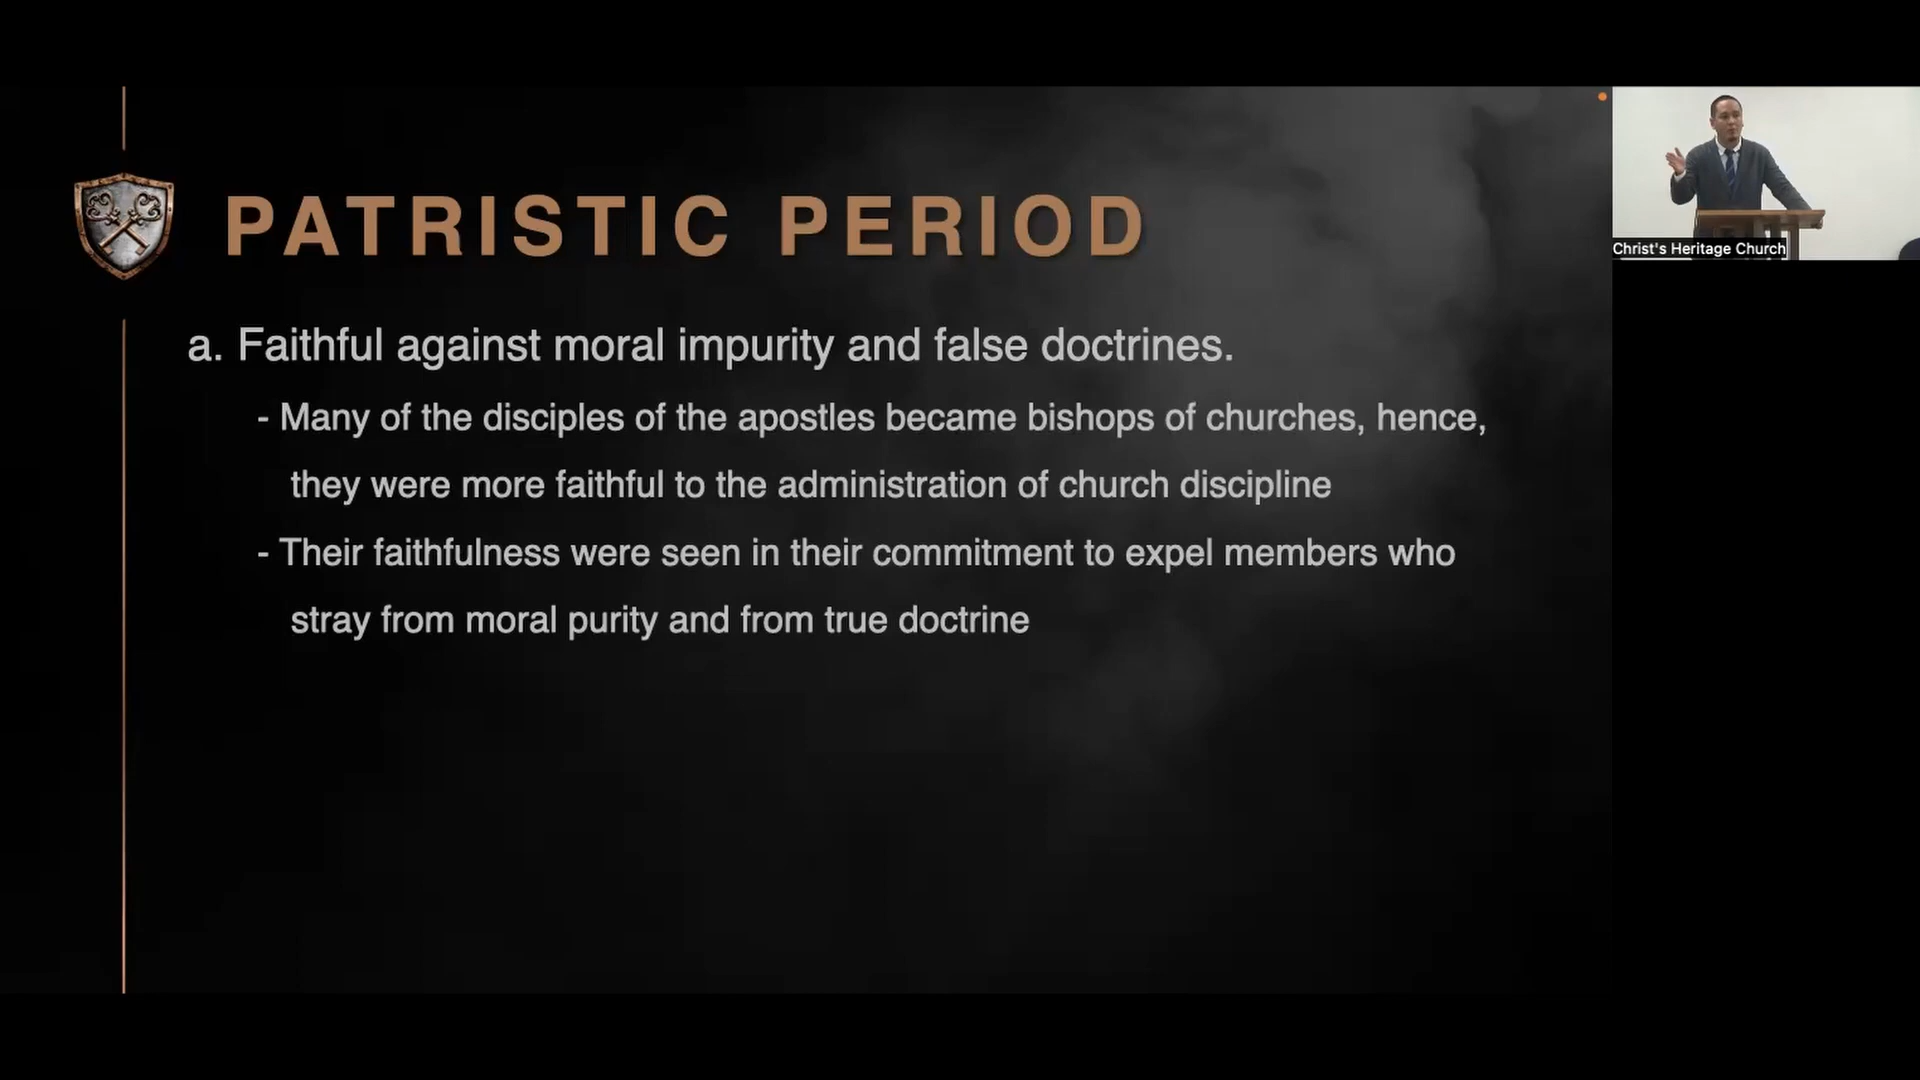 PATRISTIC PERIOD
a. Faithful against moral impurity and false doctrines.
- Many of the disciples of the apostles became bishops of churches, hence,
they were more faithful to the administration of church discipline
- Their faithfulness were seen in their commitment to expel members who
stray from moral purity and from true doctrine
Christ's Heritage Church